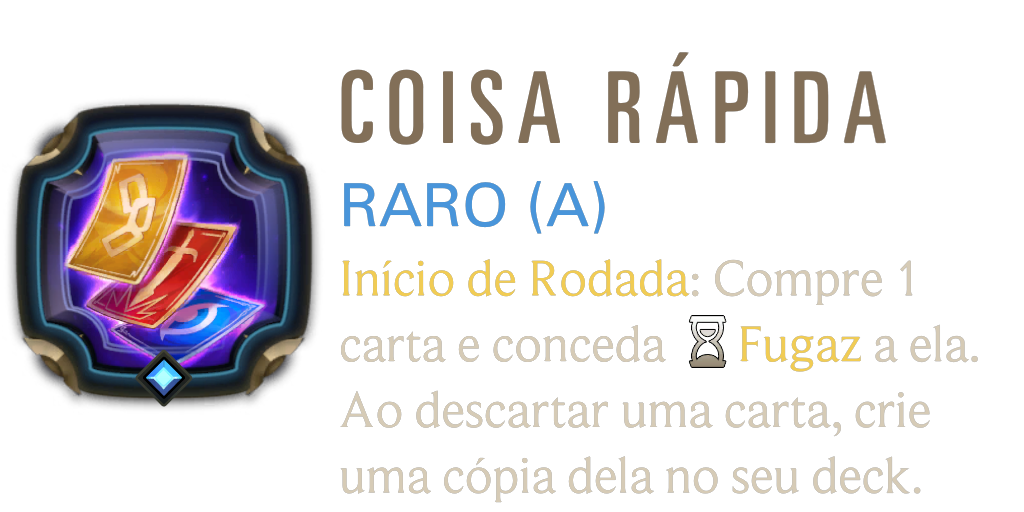 COISA RÁPIDA
RARO (A)
Início de Rodada: Compre 1
carta e conceda Fugaz a ela.
Ao descartar uma carta, crie
uma cópia dela no seu deck.